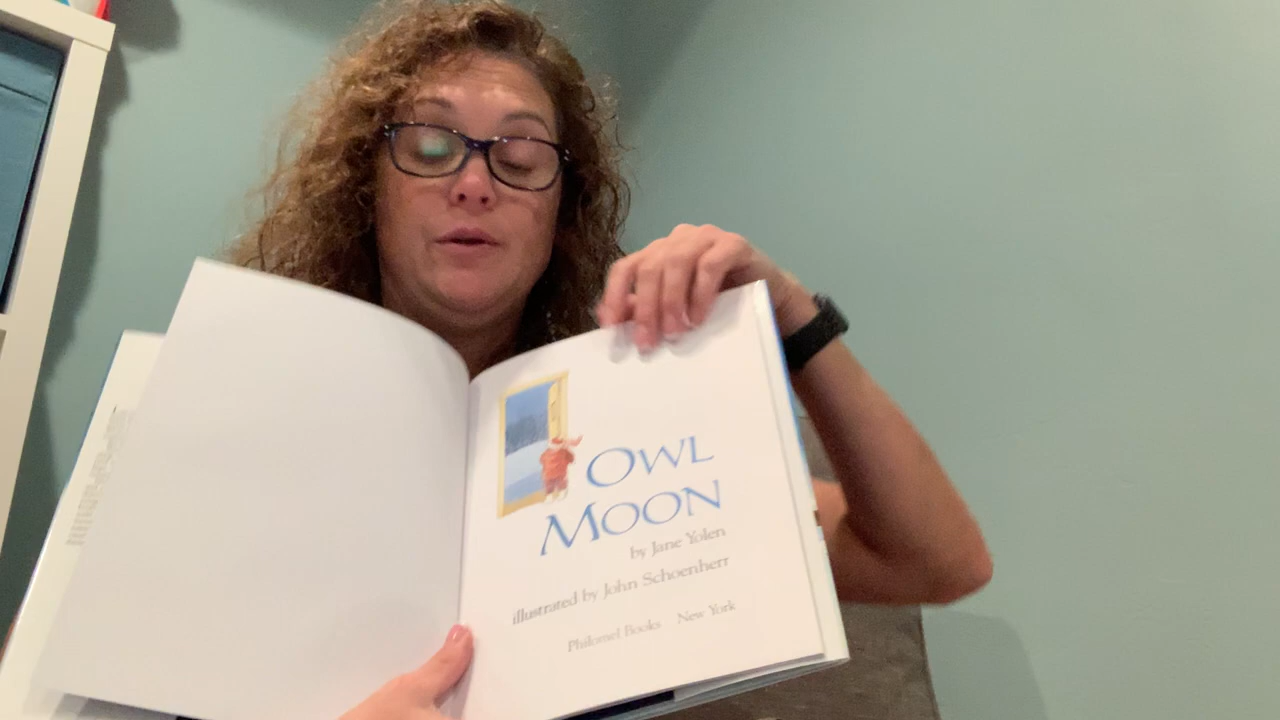 OWL
MOON
by Jane Yolen
illustrated by John Schoenherr
Philomel Books New York